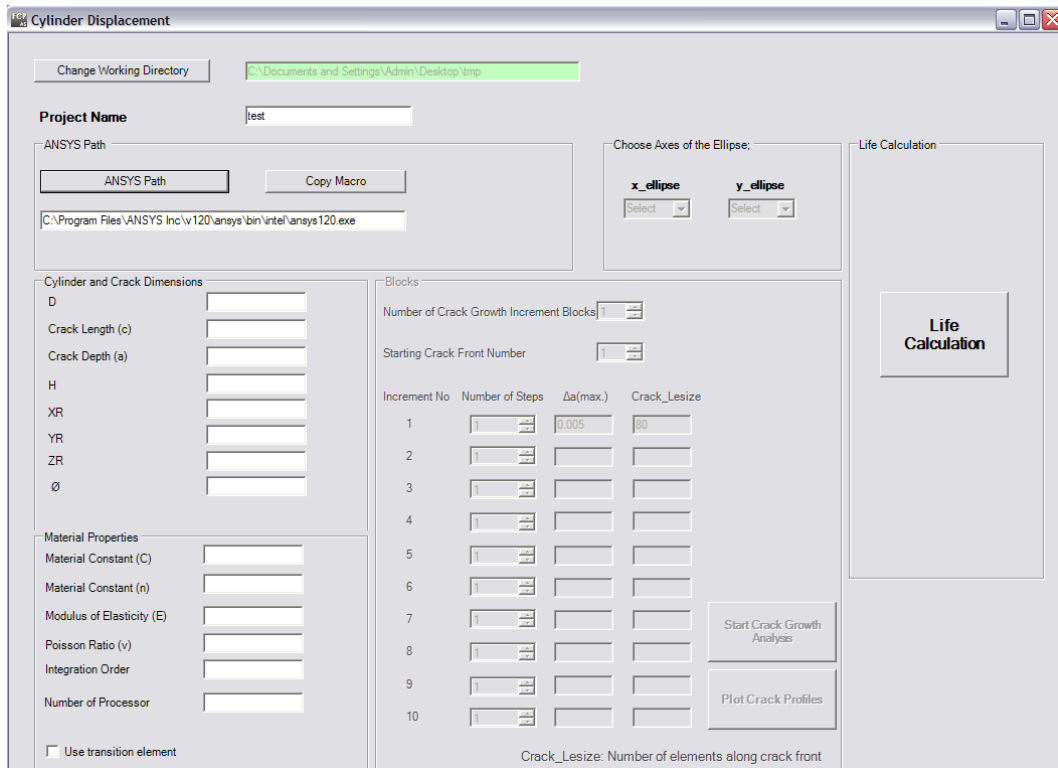 FCP
AS
Cylinder Displacement
Change Working Directory
C:\Documents and Settings\Admin\Desktop\tmp
Project Name
test
ANSYS Path
ANSYS Path
Copy Macro
C:\Program Files\ANSYS Inc\v120\ansys\bin\intel\ansys120.exe
Choose Axes of the Ellipse;
x_ellipse y_ellipse
Select Select
Life Calculation
Life
Calculation
Cylinder and Crack Dimensions
D
Crack Length (c)
Crack Depth (a)
H
XR
YR
ZR
Ø
Material Properties
Material Constant (C)
Material Constant (n)
Modulus of Elasticity (E)
Poisson Ratio (v)
Integration Order
Number of Processor
Use transition element
Blocks
Number of Crack Growth Increment Blocks 1
Starting Crack Front Number 1
Increment No Number of Steps Δa(max.) Crack_Lesize
1 1 0.005 80
2 1
3 1
4 1
5 1
6 1
7 1
8 1
9 1
10 1
Start Crack Growth
Analysis
Plot Crack Profiles
Crack_Lesize: Number of elements along crack front